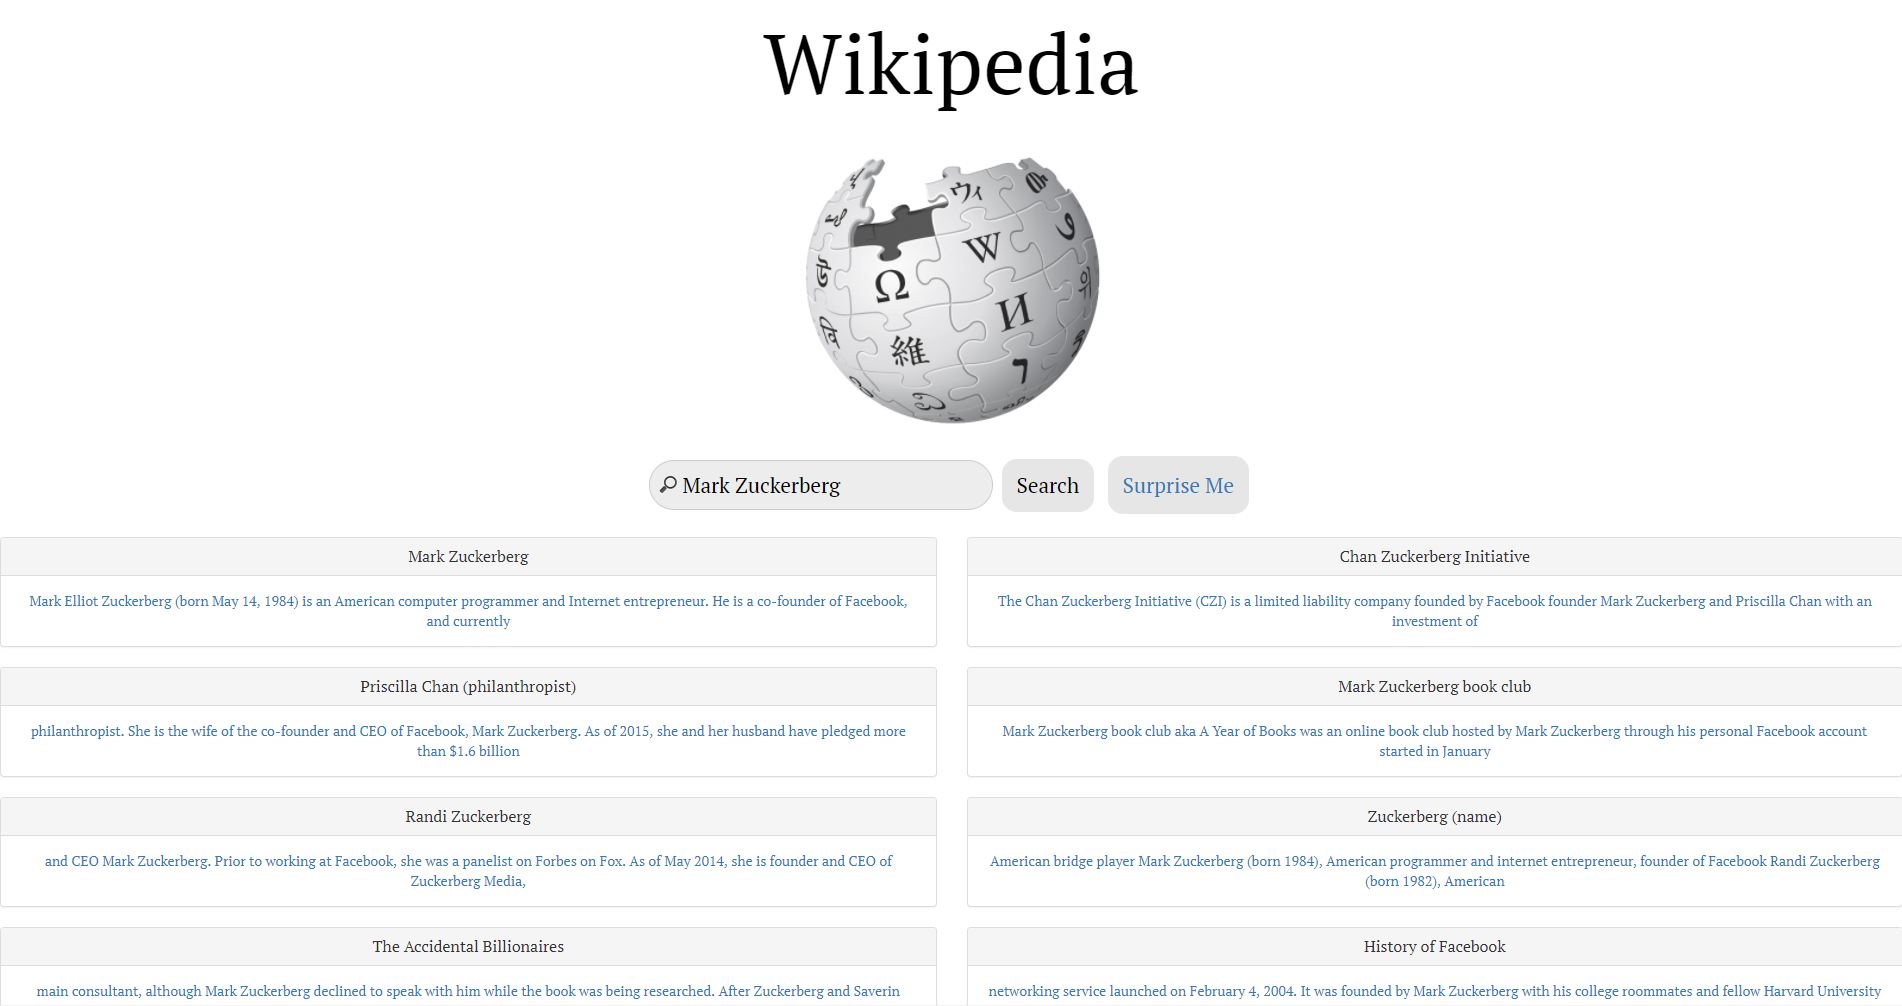 Wikipedia
ウィ
W
Ω
И
위
維
7
Mark Zuckerberg
Search
Surprise Me
Mark Zuckerberg
Mark Elliot Zuckerberg (born May 14, 1984) is an American computer programmer and Internet entrepreneur. He is a co-founder of Facebook,
and currently
Chan Zuckerberg Initiative
The Chan Zuckerberg Initiative (CZI) is a limited liability company founded by Facebook founder Mark Zuckerberg and Priscilla Chan with an
investment of
Priscilla Chan (philanthropist)
philanthropist. She is the wife of the co-founder and CEO of Facebook, Mark Zuckerberg. As of 2015, she and her husband have pledged more
than $1.6 billion
Mark Zuckerberg book club
Mark Zuckerberg book club aka A Year of Books was an online book club hosted by Mark Zuckerberg through his personal Facebook account
started in January
Randi Zuckerberg
and CEO Mark Zuckerberg. Prior to working at Facebook, she was a panelist on Forbes on Fox. As of May 2014, she is founder and CEO of
Zuckerberg Media,
Zuckerberg (name)
American bridge player Mark Zuckerberg (born 1984), American programmer and internet entrepreneur, founder of Facebook Randi Zuckerberg
(born 1982), American
The Accidental Billionaires
main consultant, although Mark Zuckerberg declined to speak with him while the book was being researched. After Zuckerberg and Saverin
History of Facebook
networking service launched on February 4, 2004. It was founded by Mark Zuckerberg with his college roommates and fellow Harvard University